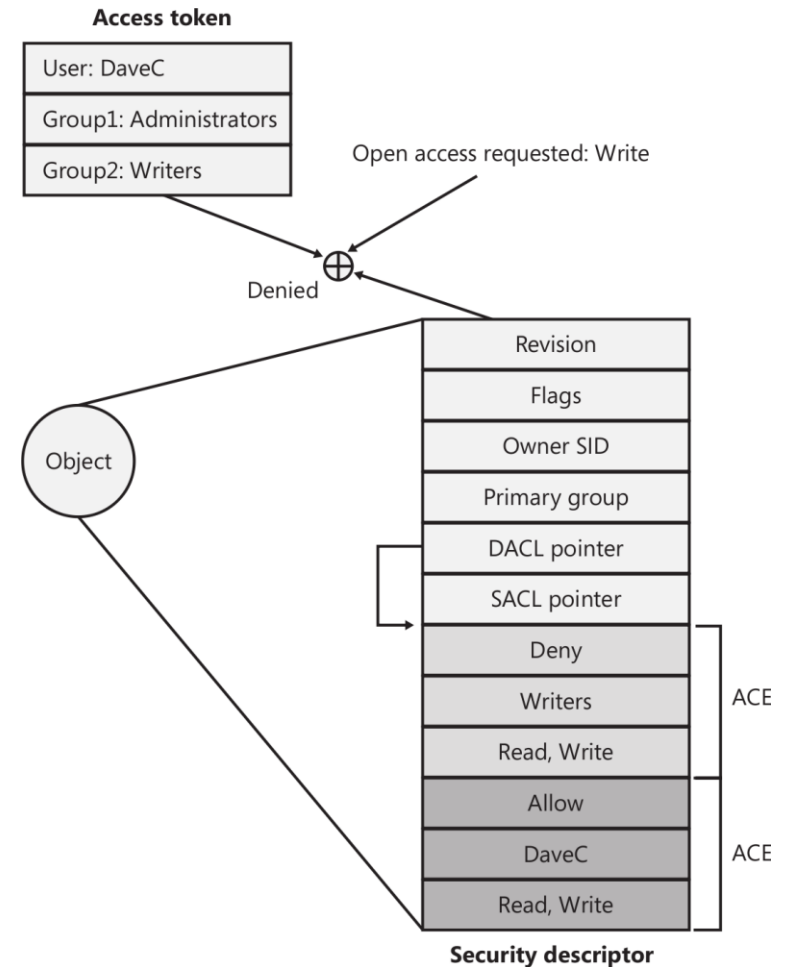 Access token
User: DaveC
Group1: Administrators
Group2: Writers
Open access requested: Write
Denied
Object
Revision
Flags
Owner SID
Primary group
DACL pointer
SACL pointer
Deny
Writers
Read, Write
ACE
Allow
DaveC
Read, Write
ACE
Security descriptor